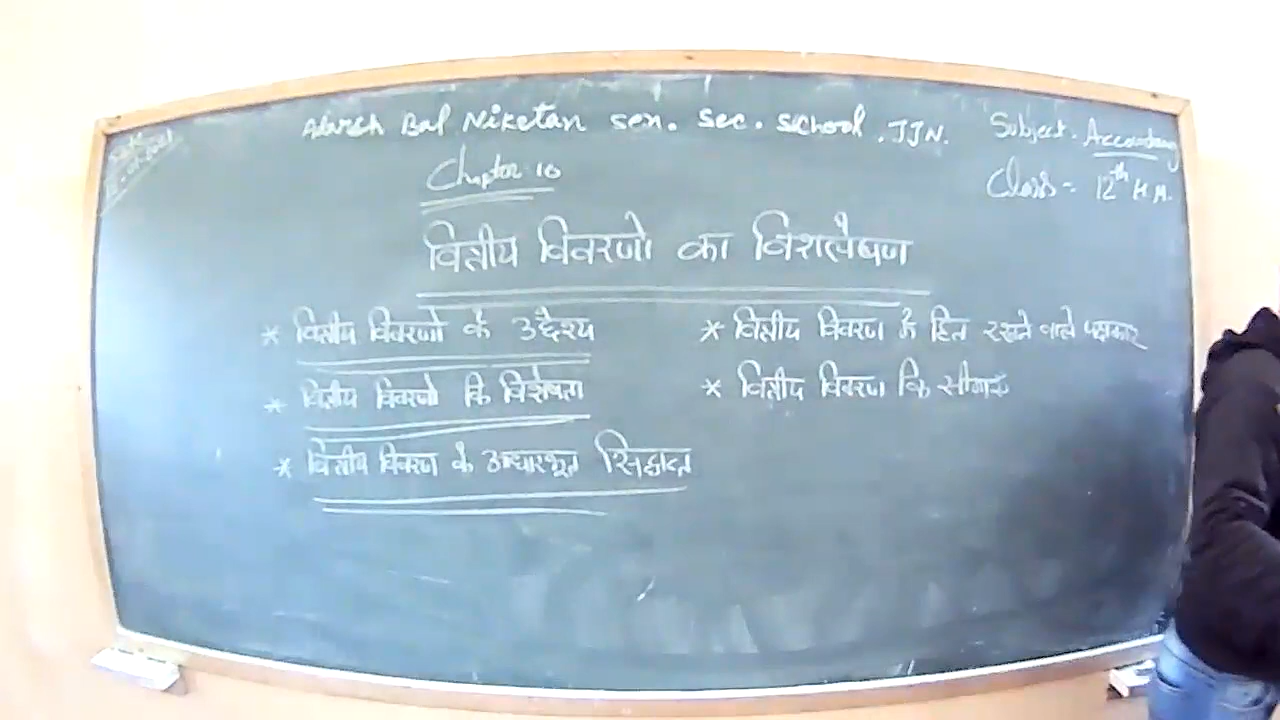 Adarsh Bal Niketan sen. sec. school . JJN.
Subject. Accountancy
Class = 12th H.M.
Chapter 10
वित्तीय विवरणो का विश्लेषण
* वित्तीय विवरणो के उद्देश्य
* वित्तीय विवरणो कि विशेषता
* वित्तीय विवरण के आधारभूत सिद्धान्त
* वित्तीय विवरण के हित रखने वाले पक्षकार
* वित्तीय विवरण कि